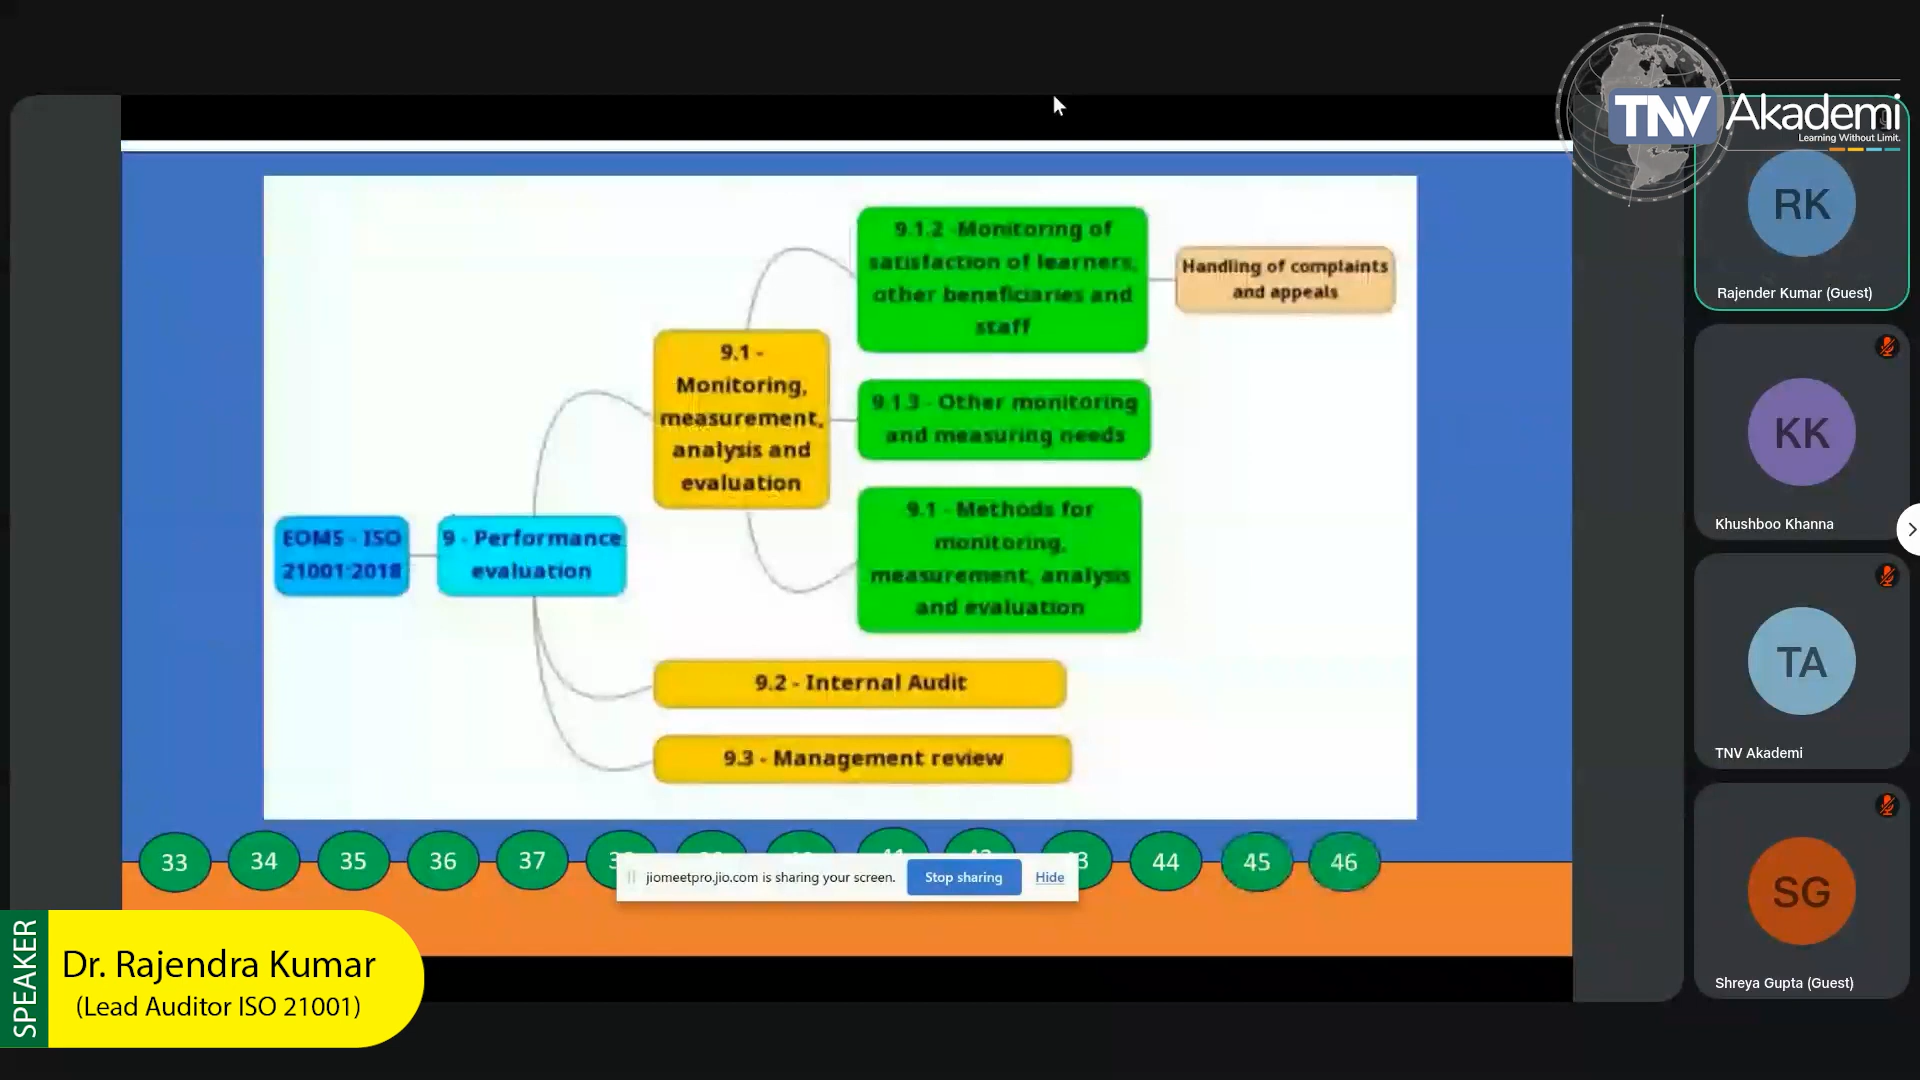 TNV Akademi
Learning Without Limit.
9.1.2 -Monitoring of
satisfaction of learners,
other beneficiaries and
staff
Handling of complaints
and appeals
9.1 -
Monitoring,
measurement,
analysis and
evaluation
9.1.3 - Other monitoring
and measuring needs
9.1 - Methods for
monitoring,
measurement, analysis
and evaluation
EOMS - ISO
21001:2018
9 - Performance
evaluation
9.2 - Internal Audit
9.3 - Management review
33 34 35 36 37 44 45 46
jiomeetpro.jio.com is sharing your screen. Stop sharing Hide
SPEAKER
Dr. Rajendra Kumar
(Lead Auditor ISO 21001)
RK
Rajender Kumar (Guest)
KK
Khushboo Khanna
TA
TNV Akademi
SG
Shreya Gupta (Guest)